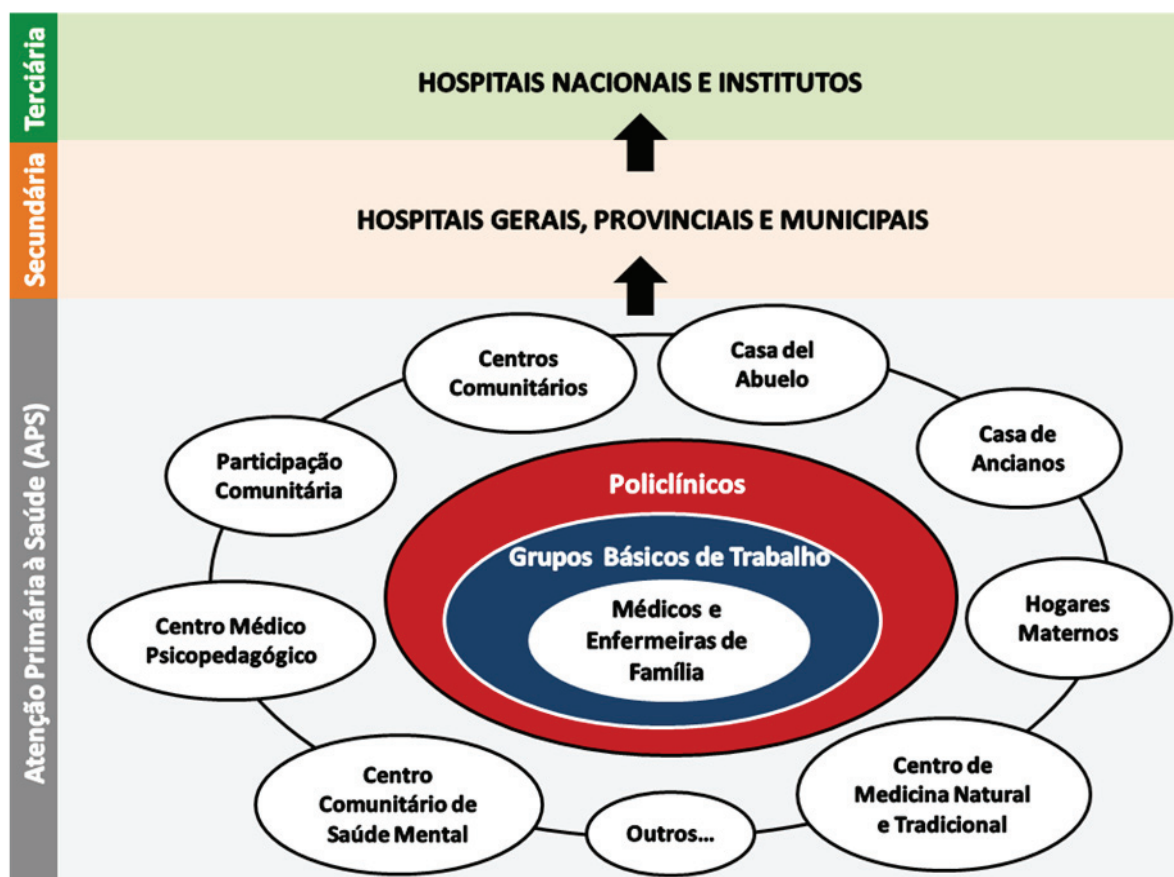 Terciária
HOSPITAIS NACIONAIS E INSTITUTOS
Secundária
HOSPITAIS GERAIS, PROVINCIAIS E MUNICIPAIS
Atenção Primária à Saúde (APS)
Centros
Comunitários
Casa del
Abuelo
Participação
Comunitária
Casa de
Ancianos
Policlínicos
Grupos Básicos de Trabalho
Médicos e
Enfermeiras de
Família
Centro Médico
Psicopedagógico
Hogares
Maternos
Centro
Comunitário de
Saúde Mental
Outros...
Centro de
Medicina Natural
e Tradicional